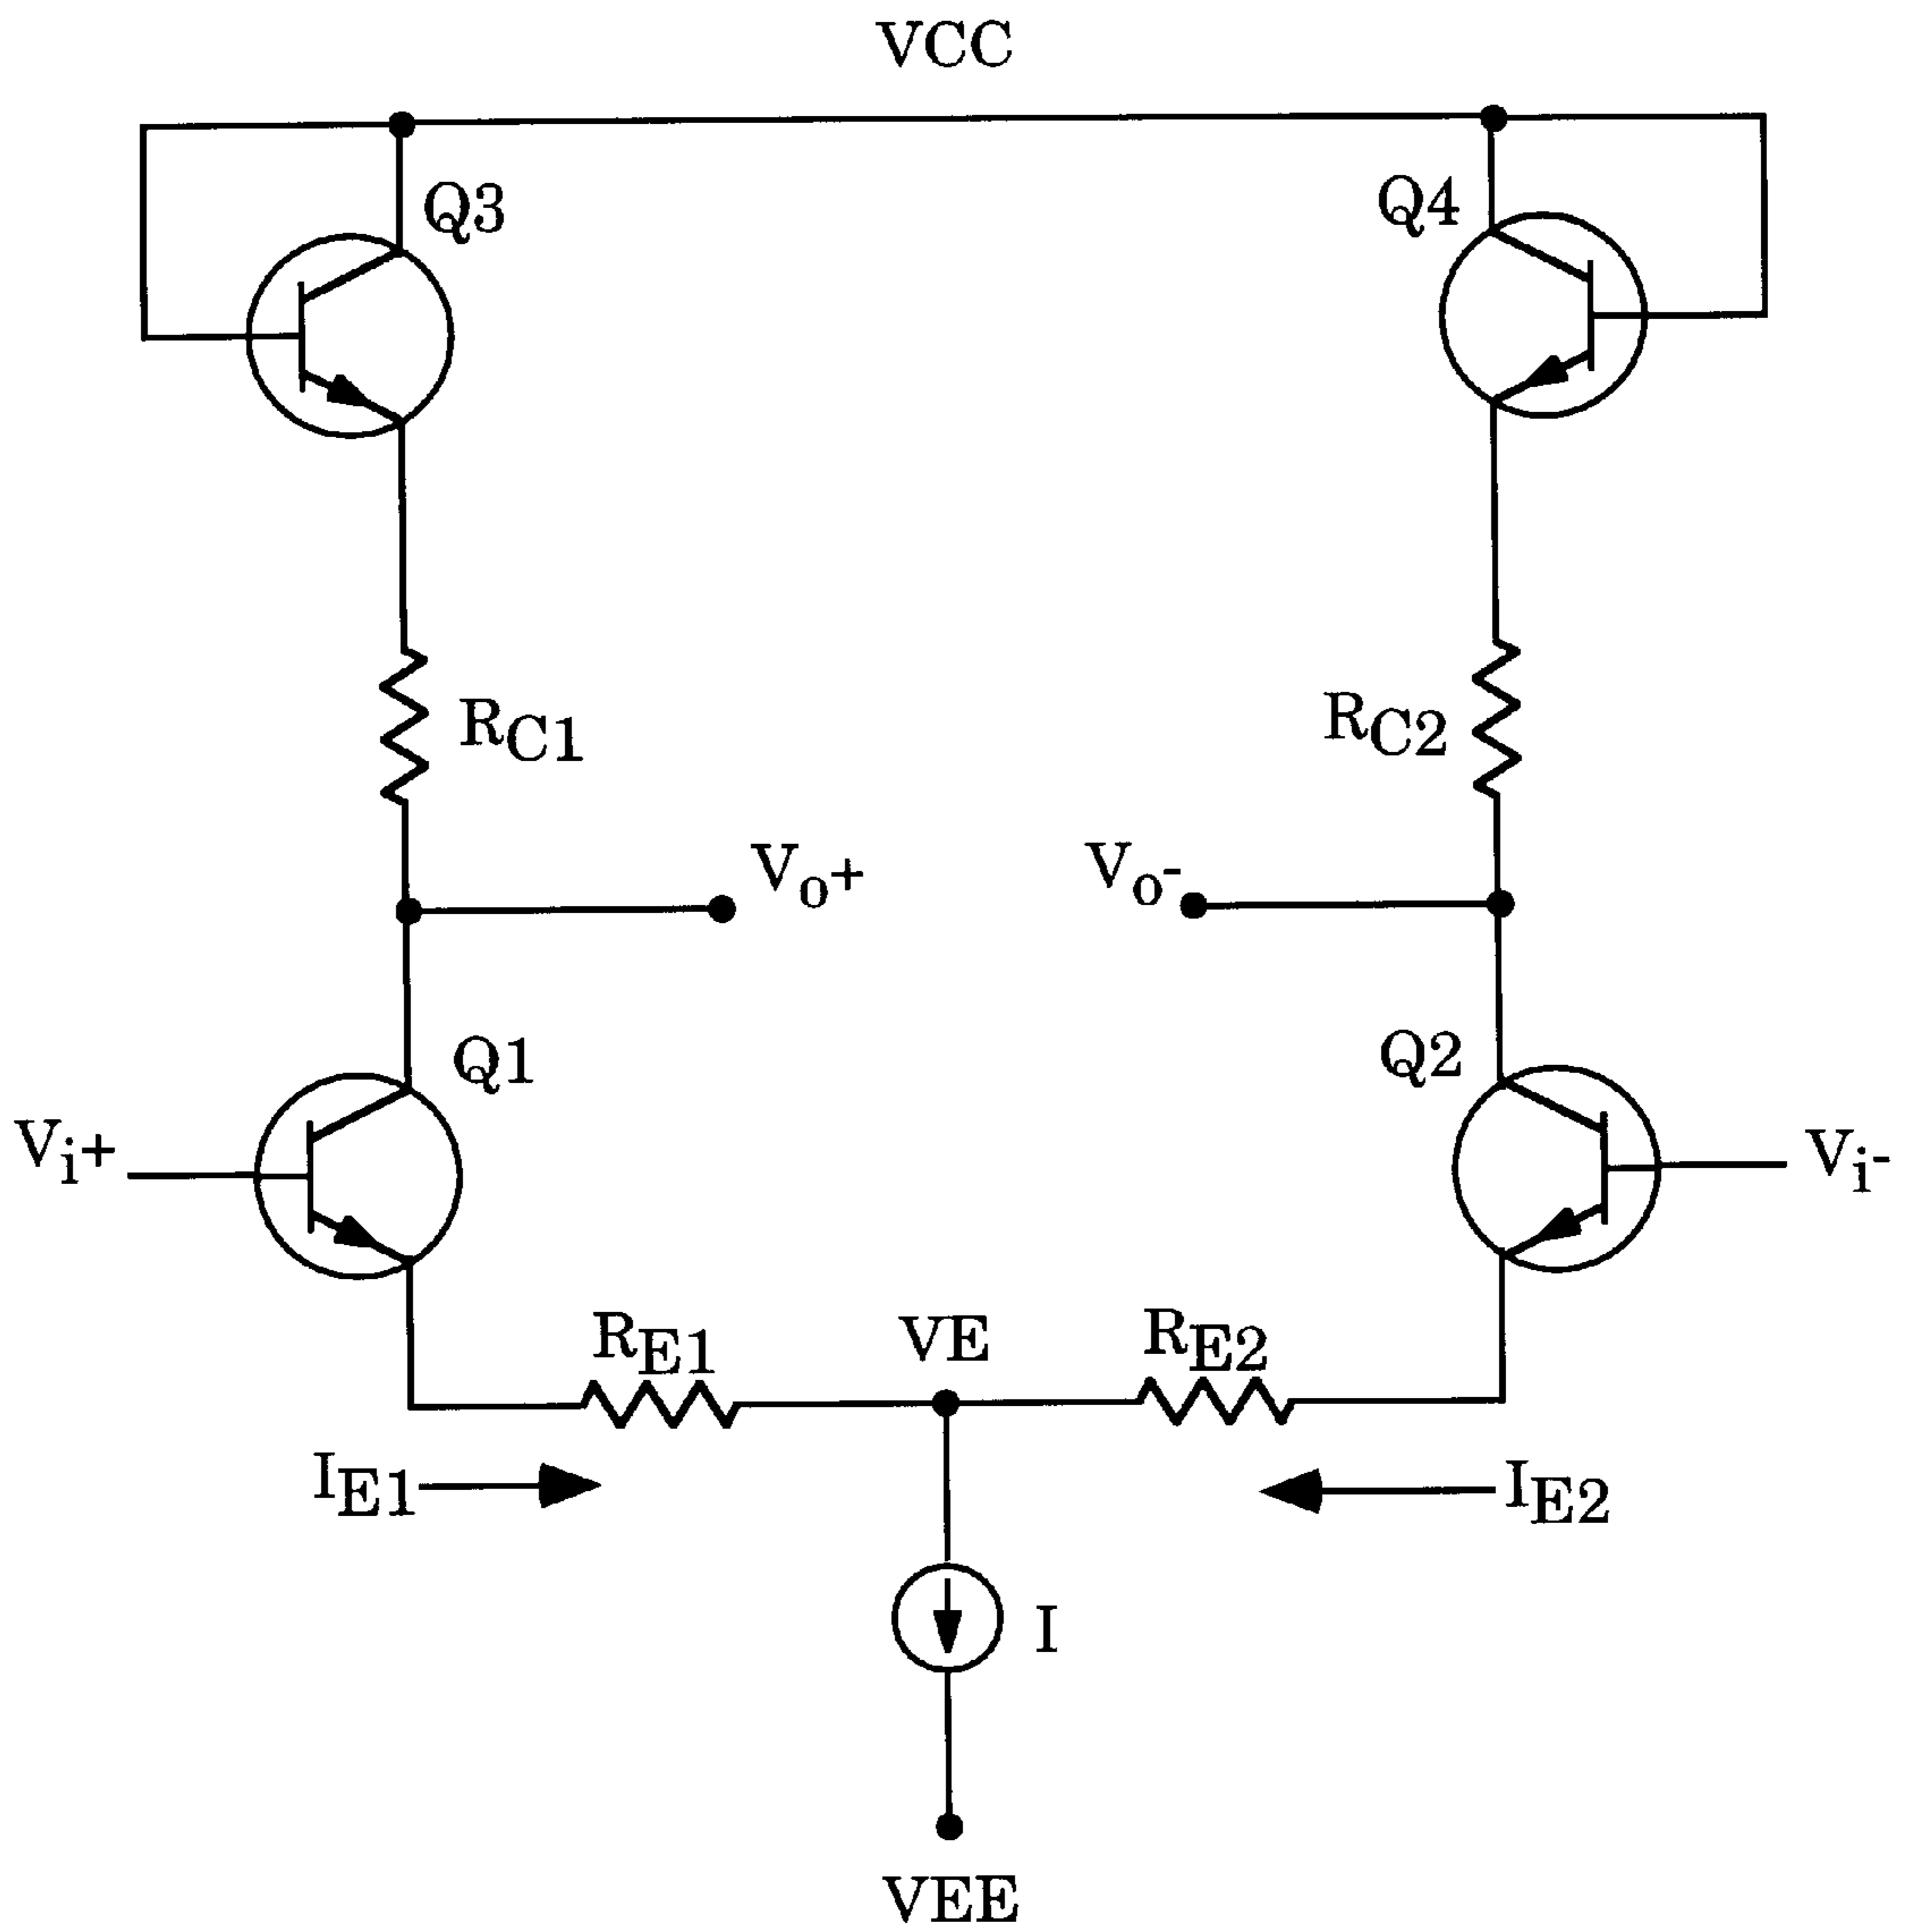 VCC
Q3
Q4
RC1
RC2
Vo+
Vo-
Q1
Q2
Vi+
Vi-
RE1
VE
RE2
IE1
IE2
I
VEE